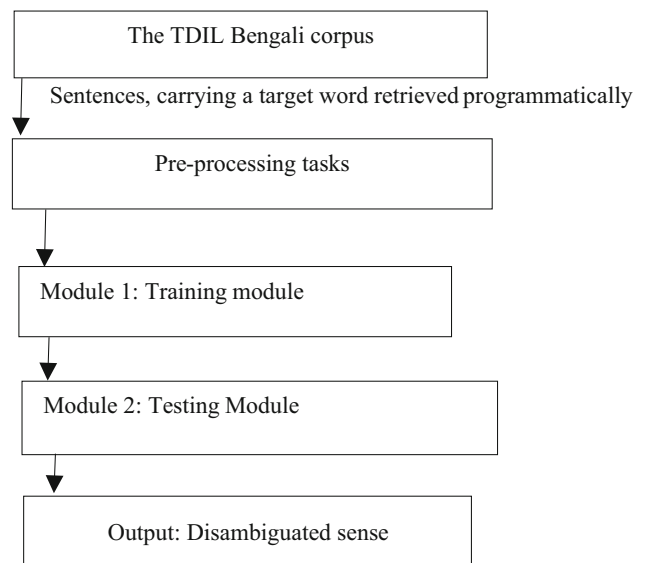 The TDIL Bengali corpus
Sentences, carrying a target word retrieved programmatically
Pre-processing tasks
Module 1: Training module
Module 2: Testing Module
Output: Disambiguated sense